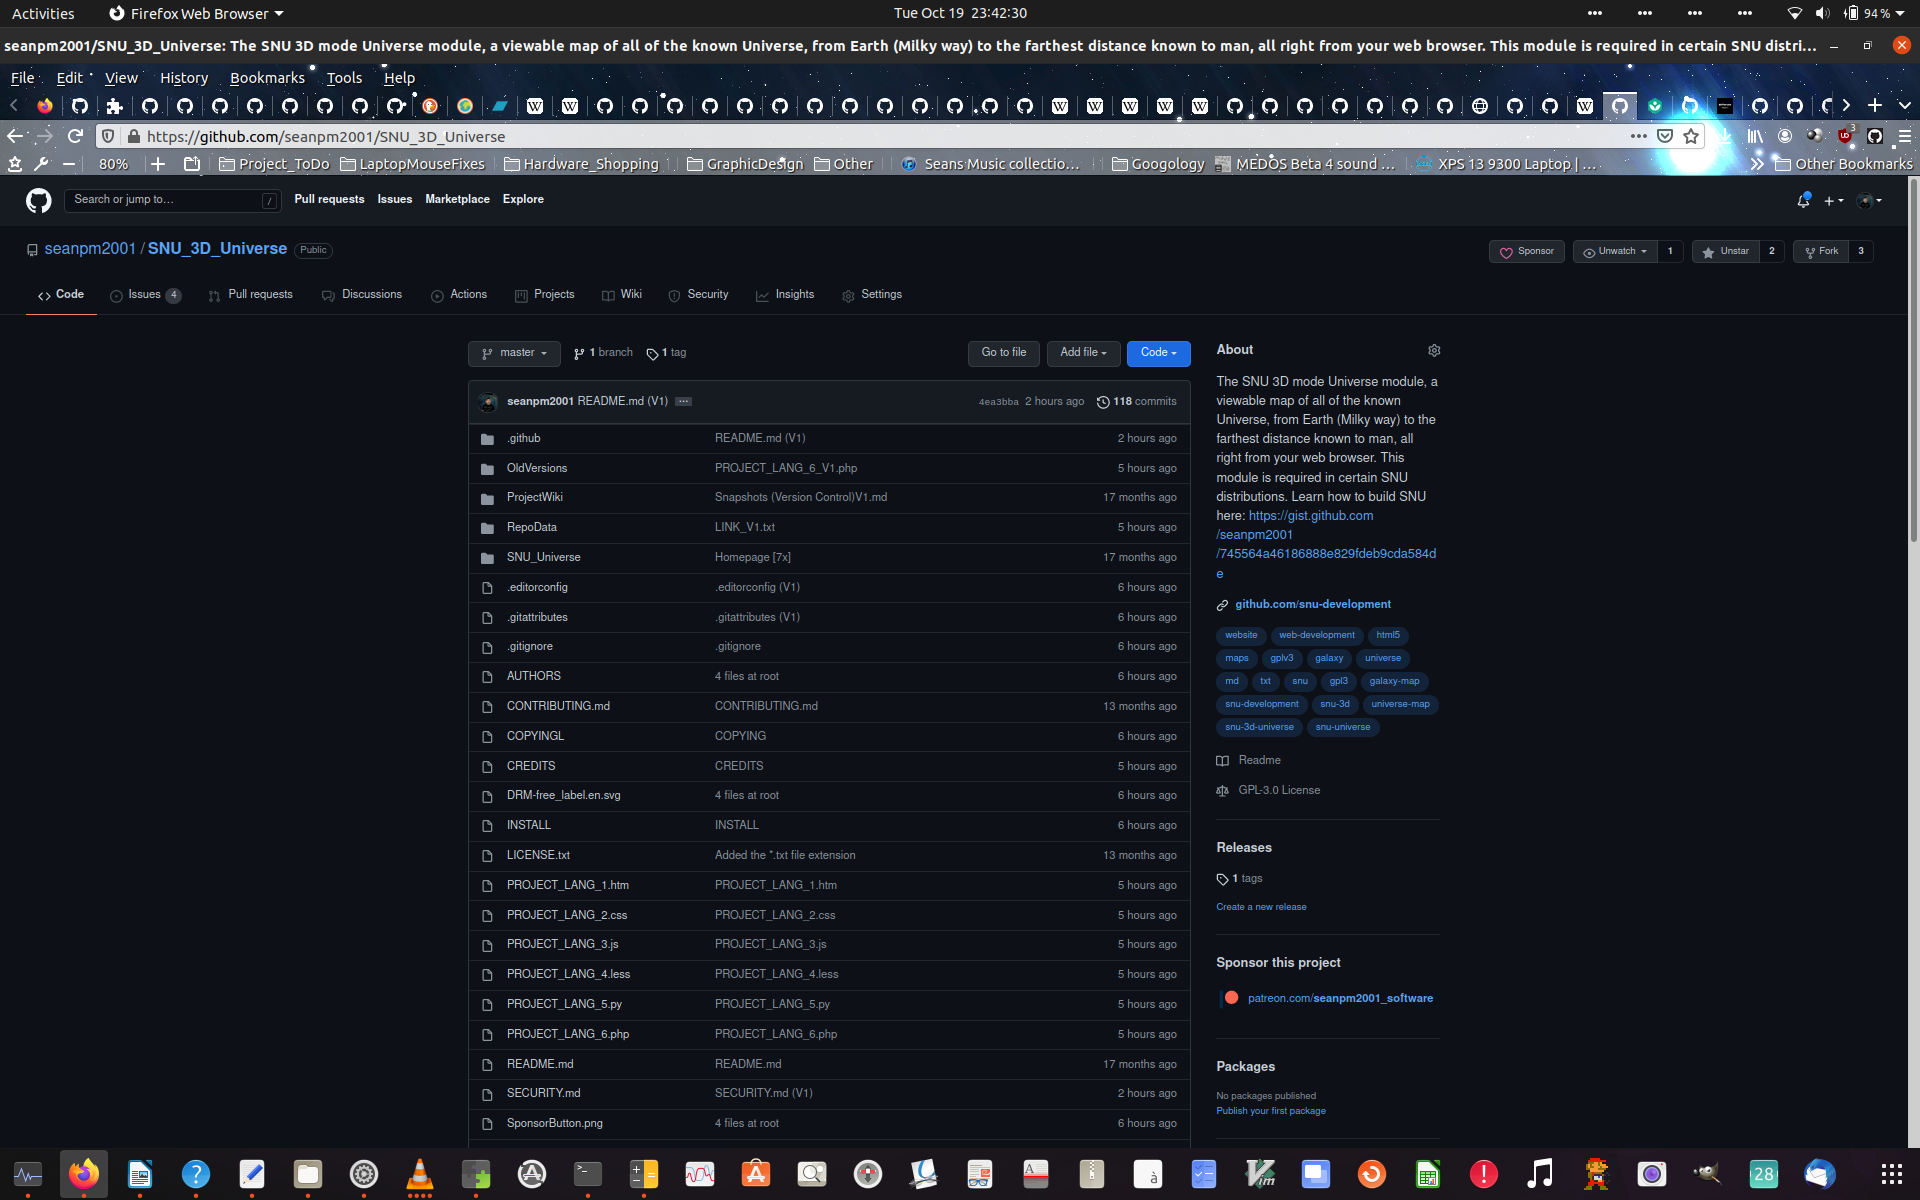 Activities
Firefox Web Browser
Tue Oct 19  23:42:30
94 %
seanpm2001/SNU_3D_Universe: The SNU 3D mode Universe module, a viewable map of all of the known Universe, from Earth (Milky way) to the farthest distance known to man, all right from your web browser. This module is required in certain SNU distri...
File Edit View History Bookmarks Tools Help
https://github.com/seanpm2001/SNU_3D_Universe
3
80%
Project_ToDo
LaptopMouseFixes
Hardware_Shopping
GraphicDesign
Other
Seans Music collectio...
Googology
MEDOS Beta 4 sound ...
XPS 13 9300 Laptop | ...
Other Bookmarks
Search or jump to...
/
Pull requests Issues Marketplace Explore
seanpm2001 / SNU_3D_Universe Public
Sponsor
Unwatch 1
Unstar 2
Fork 3
Code
Issues 4
Pull requests
Discussions
Actions
Projects
Wiki
Security
Insights
Settings
master
1 branch
1 tag
Go to file
Add file
Code
seanpm2001 README.md (V1) ... 4ea3bba 2 hours ago 118 commits
.github README.md (V1) 2 hours ago
OldVersions PROJECT_LANG_6_V1.php 5 hours ago
ProjectWiki Snapshots (Version Control)V1.md 17 months ago
RepoData LINK_V1.txt 5 hours ago
SNU_Universe Homepage [7x] 17 months ago
.editorconfig .editorconfig (V1) 6 hours ago
.gitattributes .gitattributes (V1) 6 hours ago
.gitignore .gitignore 6 hours ago
AUTHORS 4 files at root 6 hours ago
CONTRIBUTING.md CONTRIBUTING.md 13 months ago
COPYINGL COPYING 6 hours ago
CREDITS CREDITS 5 hours ago
DRM-free_label.en.svg 4 files at root 6 hours ago
INSTALL INSTALL 6 hours ago
LICENSE.txt Added the *.txt file extension 13 months ago
PROJECT_LANG_1.htm PROJECT_LANG_1.htm 5 hours ago
PROJECT_LANG_2.css PROJECT_LANG_2.css 5 hours ago
PROJECT_LANG_3.js PROJECT_LANG_3.js 5 hours ago
PROJECT_LANG_4.less PROJECT_LANG_4.less 5 hours ago
PROJECT_LANG_5.py PROJECT_LANG_5.py 5 hours ago
PROJECT_LANG_6.php PROJECT_LANG_6.php 5 hours ago
README.md README.md 17 months ago
SECURITY.md SECURITY.md (V1) 2 hours ago
SponsorButton.png 4 files at root 6 hours ago
About
The SNU 3D mode Universe module, a
viewable map of all of the known
Universe, from Earth (Milky way) to the
farthest distance known to man, all
right from your web browser. This
module is required in certain SNU
distributions. Learn how to build SNU
here: https://gist.github.com
/seanpm2001
/745564a46186888e829fdeb9cda584d
e
github.com/snu-development
website web-development html5
maps gplv3 galaxy universe
md txt snu gpl3 galaxy-map
snu-development snu-3d universe-map
snu-3d-universe snu-universe
Readme
GPL-3.0 License
Releases
1 tags
Create a new release
Sponsor this project
patreon.com/seanpm2001_software
Packages
No packages published
Publish your first package
28